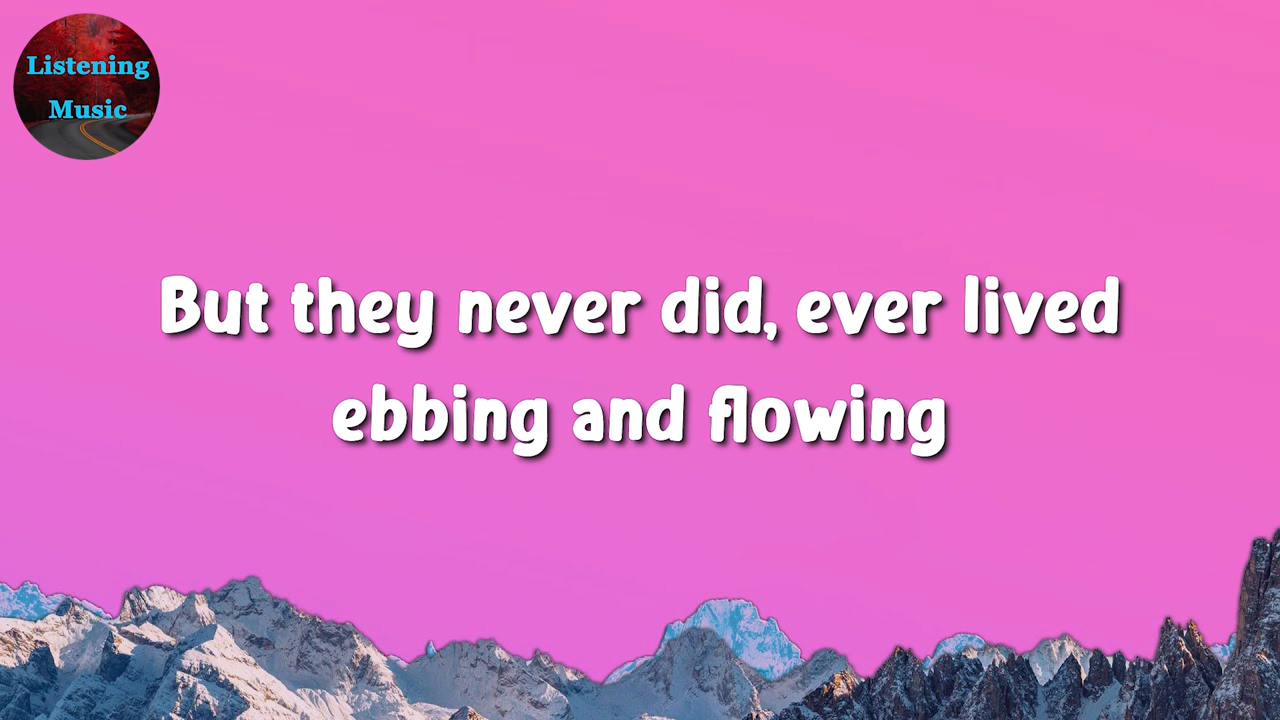 Listening
Music
But they never did, ever lived
ebbing and flowing